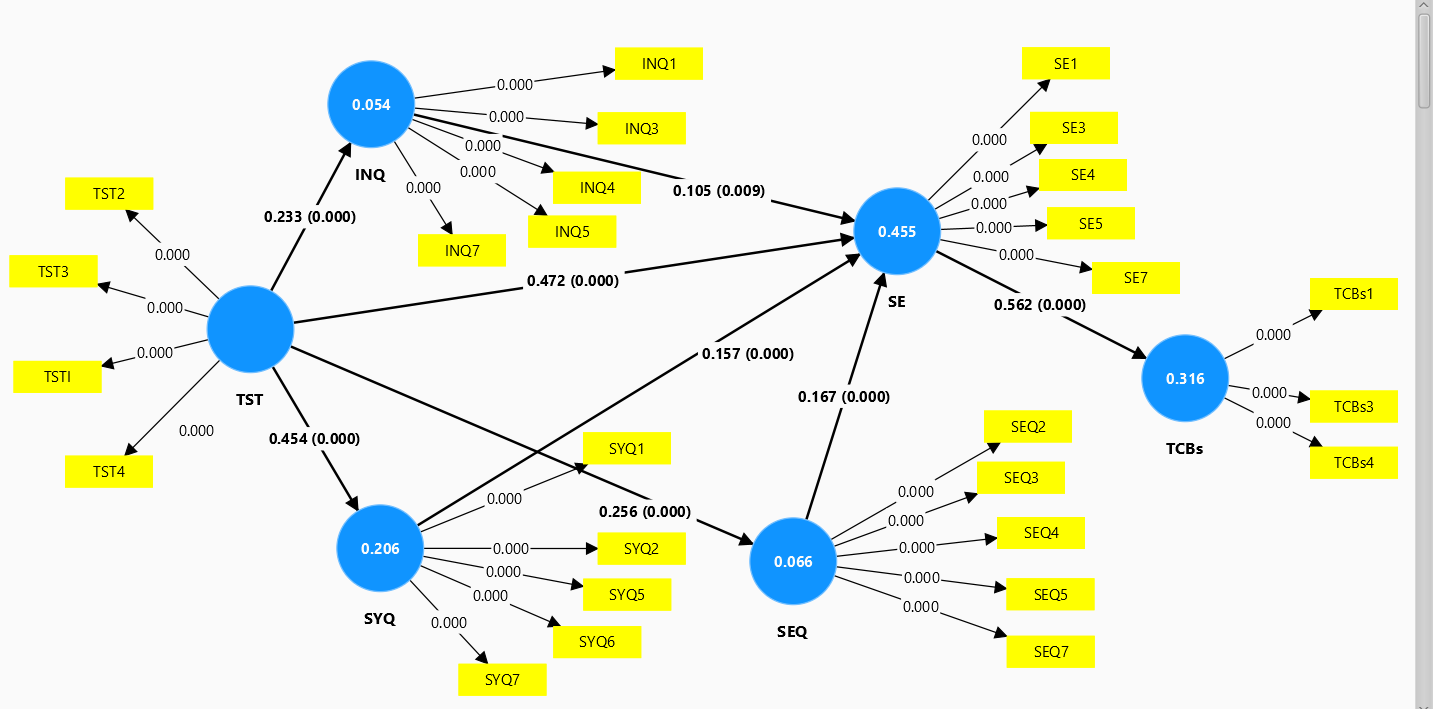 INQ1
0.000
0.054
0.000
INQ3
0.000
INQ
0.000
INQ4
0.000
INQ5
0.000
INQ7
0.105 (0.009)
SE1
0.000
SE3
0.000
SE4
0.000
0.455
0.000
SE5
0.000
SE7
SE
TST2
0.000
TST3
0.000
TSTI
0.000
TST4
0.000
TST
0.233 (0.000)
0.472 (0.000)
0.157 (0.000)
0.167 (0.000)
0.562 (0.000)
0.454 (0.000)
0.256 (0.000)
TCBs1
0.000
0.316
0.000
TCBs3
0.000
TCBs4
TCBs
SYQ1
0.000
0.206
0.000
SYQ2
0.000
SYQ5
0.000
SYQ6
0.000
SYQ7
SYQ
SEQ2
0.000
SEQ3
0.000
SEQ4
0.000
0.066
0.000
SEQ5
0.000
SEQ7
SEQ